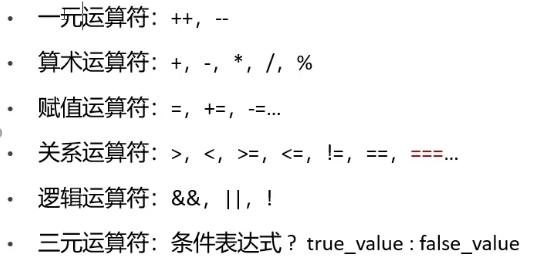 • 一元运算符：++，--
• 算术运算符：+，-，*，/，%
• 赋值运算符：=，+=，-=...
• 关系运算符：>，<，>=，<=，!=，==，===...
• 逻辑运算符：&&，||，!
• 三元运算符：条件表达式 ? true_value : false_value